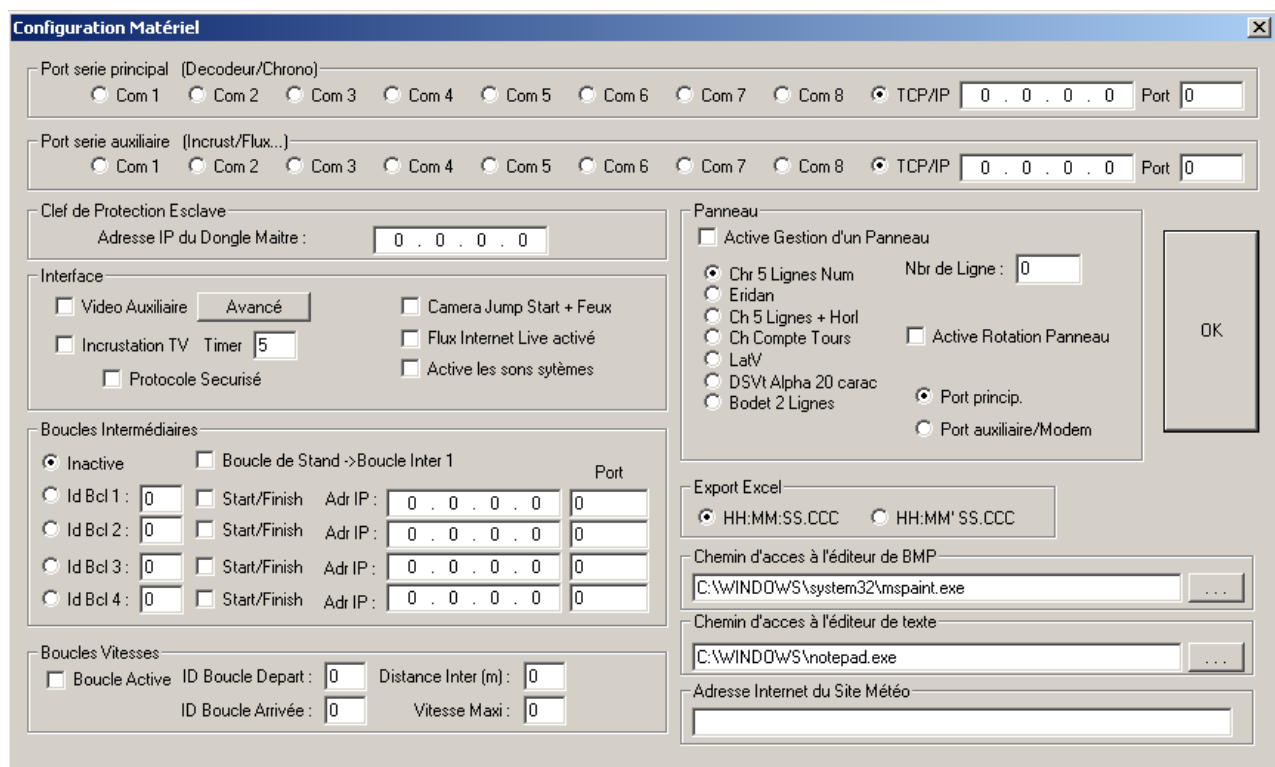 Configuration Matériel
Port serie principal (Decodeur/Chrono)
Com 1 Com 2 Com 3 Com 4 Com 5 Com 6 Com 7 Com 8 TCP/IP 0 . 0 . 0 . 0 Port 0
Port serie auxiliaire (Incrust/Flux...)
Com 1 Com 2 Com 3 Com 4 Com 5 Com 6 Com 7 Com 8 TCP/IP 0 . 0 . 0 . 0 Port 0
Clef de Protection Esclave
Adresse IP du Dongle Maitre : 0 . 0 . 0 . 0
Interface
Video Auxiliaire Avancé Camera Jump Start + Feux
Incrustation TV Timer 5 Flux Internet Live activé
Protocole Securisé Active les sons sytèmes
Boucles Intermédiaires
Inactive Boucle de Stand ->Boucle Inter 1 Port
Id Bcl 1 : 0 Start/Finish Adr IP : 0 . 0 . 0 . 0 0
Id Bcl 2 : 0 Start/Finish Adr IP : 0 . 0 . 0 . 0 0
Id Bcl 3 : 0 Start/Finish Adr IP : 0 . 0 . 0 . 0 0
Id Bcl 4 : 0 Start/Finish Adr IP : 0 . 0 . 0 . 0 0
Boucles Vitesses
Boucle Active ID Boucle Depart : 0 Distance Inter (m) : 0
ID Boucle Arrivée : 0 Vitesse Maxi : 0
Panneau
Active Gestion d'un Panneau
Chr 5 Lignes Num Nbr de Ligne : 0
Eridan
Ch 5 Lignes + Horl
Ch Compte Tours Active Rotation Panneau
LatV
DSVt Alpha 20 carac
Bodet 2 Lignes Port princip.
Port auxiliaire/Modem
OK
Export Excel
HH:MM:SS.CCC HH:MM' SS.CCC
Chemin d'acces à l'éditeur de BMP
C:\WINDOWS\system32\mspaint.exe ...
Chemin d'acces à l'éditeur de texte
C:\WINDOWS\notepad.exe ...
Adresse Internet du Site Météo